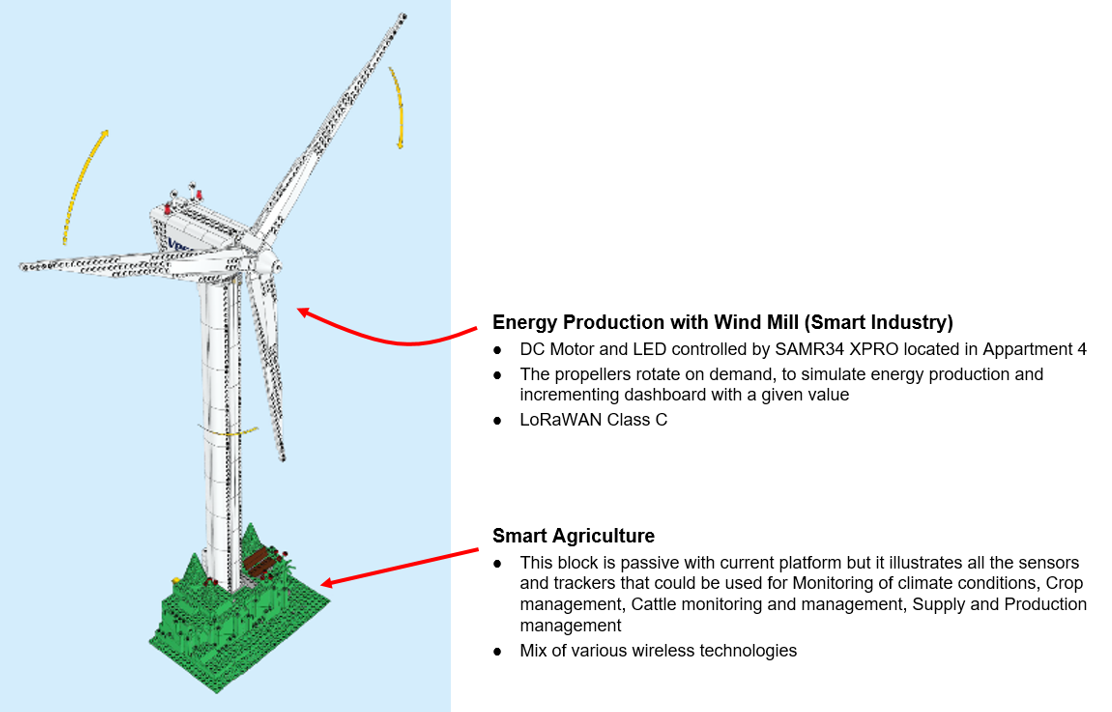 Energy Production with Wind Mill (Smart Industry)
● DC Motor and LED controlled by SAMR34 XPRO located in Appartment 4
● The propellers rotate on demand, to simulate energy production and
incrementing dashboard with a given value
● LoRaWAN Class C
Smart Agriculture
● This block is passive with current platform but it illustrates all the sensors
and trackers that could be used for Monitoring of climate conditions, Crop
management, Cattle monitoring and management, Supply and Production
management
● Mix of various wireless technologies